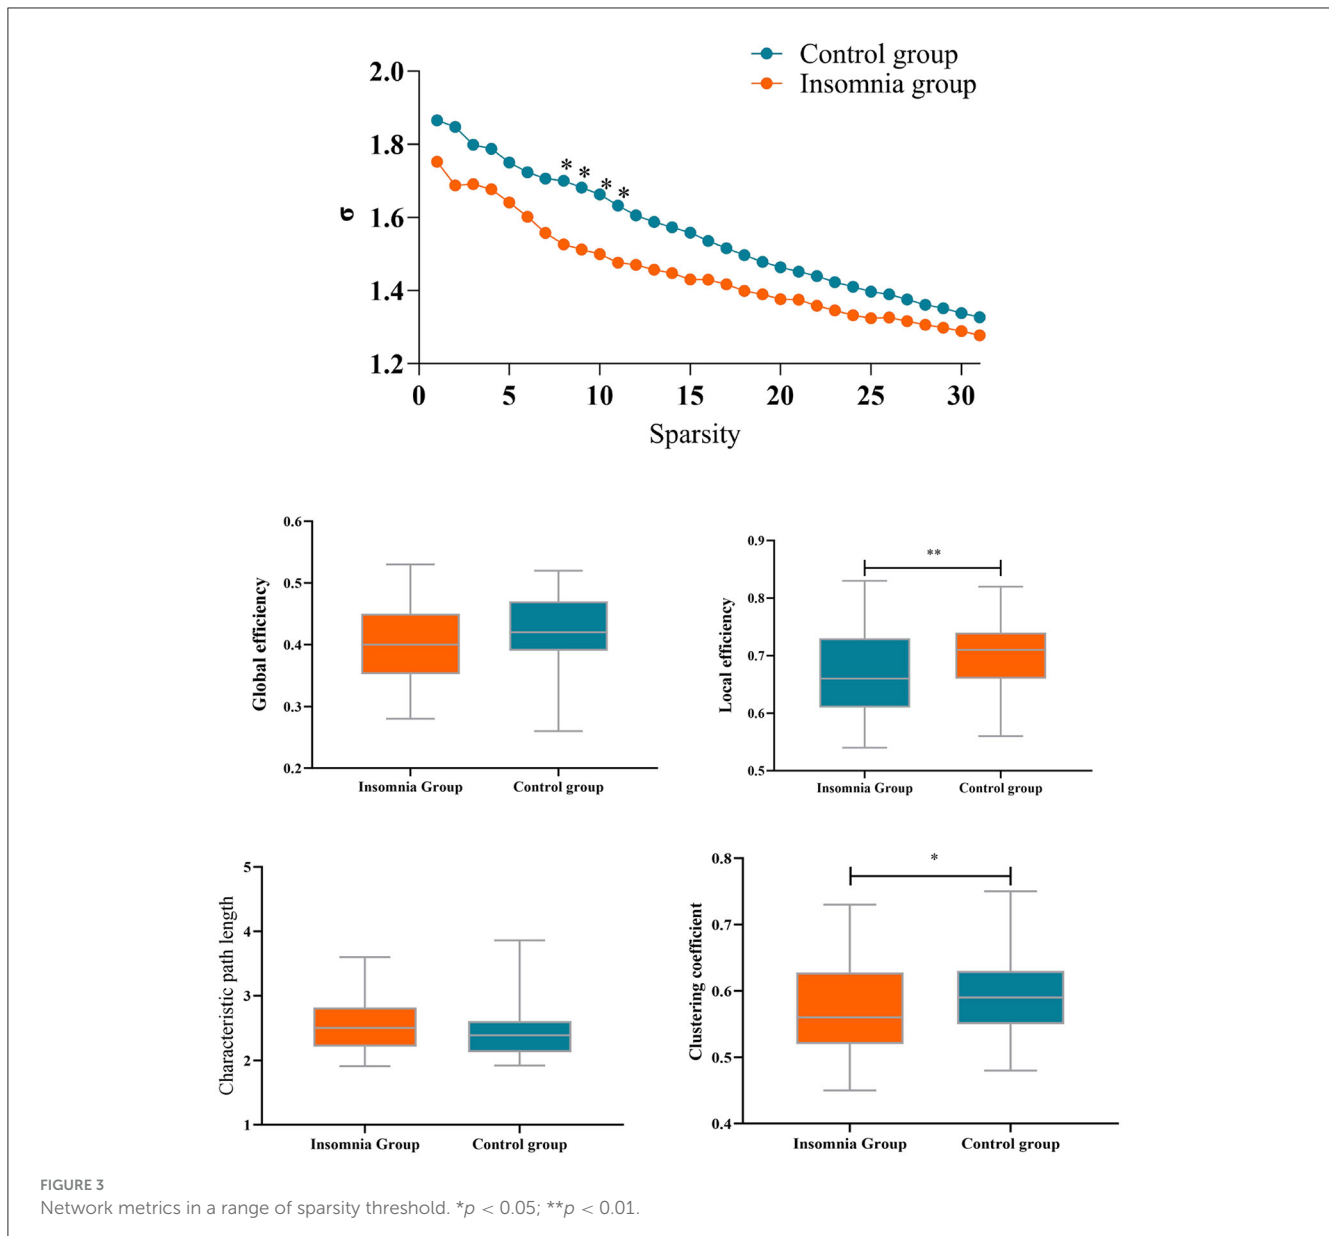 Control group
Insomnia group
2.0
1.8
1.6
1.4
1.2
σ
* * * *
0 5 10 15 20 25 30
Sparsity
0.6
0.5
0.4
0.3
0.2
Global efficiency
Insomnia Group Control group
0.9
0.8
0.7
0.6
0.5
Local efficiency
**
Insomnia Group Control group
5
4
3
2
1
Characteristic path length
Insomnia Group Control group
0.8
0.7
0.6
0.5
0.4
Clustering coefficient
*
Insomnia Group Control group
FIGURE 3
Network metrics in a range of sparsity threshold. *p < 0.05; **p < 0.01.